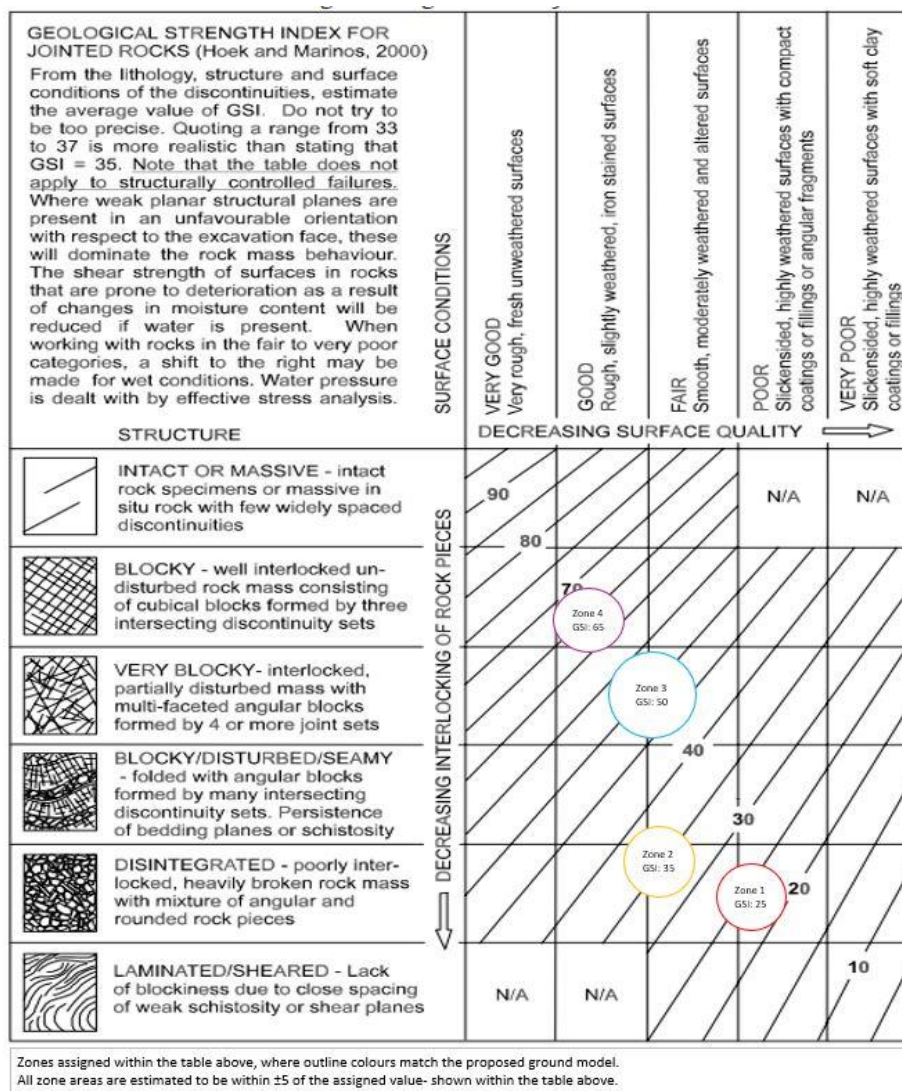 GEOLOGICAL STRENGTH INDEX FOR
JOINTED ROCKS (Hoek and Marinos, 2000)
From the lithology, structure and surface
conditions of the discontinuities, estimate
the average value of GSI. Do not try to
be too precise. Quoting a range from 33
to 37 is more realistic than stating that
GSI = 35. Note that the table does not
apply to structurally controlled failures.
Where weak planar structural planes are
present in an unfavourable orientation
with respect to the excavation face, these
will dominate the rock mass behaviour.
The shear strength of surfaces in rocks
that are prone to deterioration as a result
of changes in moisture content will be
reduced if water is present. When
working with rocks in the fair to very poor
categories, a shift to the right may be
made for wet conditions. Water pressure
is dealt with by effective stress analysis.
STRUCTURE
SURFACE CONDITIONS
VERY GOOD
Very rough, fresh unweathered surfaces
GOOD
Rough, slightly weathered, iron stained surfaces
FAIR
Smooth, moderately weathered and altered surfaces
POOR
Slickensided, highly weathered surfaces with compact
coatings or fillings or angular fragments
VERY POOR
Slickensided, highly weathered surfaces with soft clay
coatings or fillings
DECREASING SURFACE QUALITY
DECREASING INTERLOCKING OF ROCK PIECES
INTACT OR MASSIVE - intact
rock specimens or massive in
situ rock with few widely spaced
discontinuities
90
80
N/A
N/A
BLOCKY - well interlocked un-
disturbed rock mass consisting
of cubical blocks formed by three
intersecting discontinuity sets
70
Zone 4
GSI: 65
VERY BLOCKY- interlocked,
partially disturbed mass with
multi-faceted angular blocks
formed by 4 or more joint sets
Zone 3
GSI: 50
BLOCKY/DISTURBED/SEAMY
- folded with angular blocks
formed by many intersecting
discontinuity sets. Persistence
of bedding planes or schistosity
40
30
DISINTEGRATED - poorly inter-
locked, heavily broken rock mass
with mixture of angular and
rounded rock pieces
Zone 2
GSI: 35
Zone 1
GSI: 25
20
LAMINATED/SHEARED - Lack
of blockiness due to close spacing
of weak schistosity or shear planes
N/A
N/A
10
Zones assigned within the table above, where outline colours match the proposed ground model.
All zone areas are estimated to be within ±5 of the assigned value- shown within the table above.